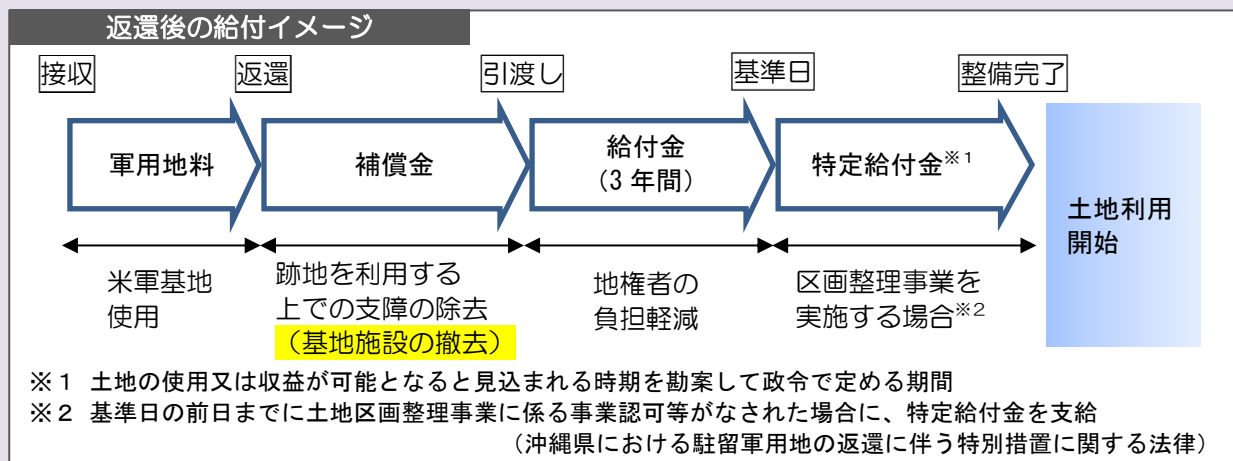 返還後の給付イメージ
接収
返還
引渡し
基準日
整備完了
軍用地料
補償金
給付金
(3年間)
特定給付金※1
土地利用
開始
米軍基地
使用
跡地を利用する
上での支障の除去
(基地施設の撤去)
地権者の
負担軽減
区画整理事業を
実施する場合※2
※1 土地の使用又は収益が可能となると見込まれる時期を勘案して政令で定める期間
※2 基準日の前日までに土地区画整理事業に係る事業認可等がなされた場合に、特定給付金を支給
(沖縄県における駐留軍用地の返還に伴う特別措置に関する法律)